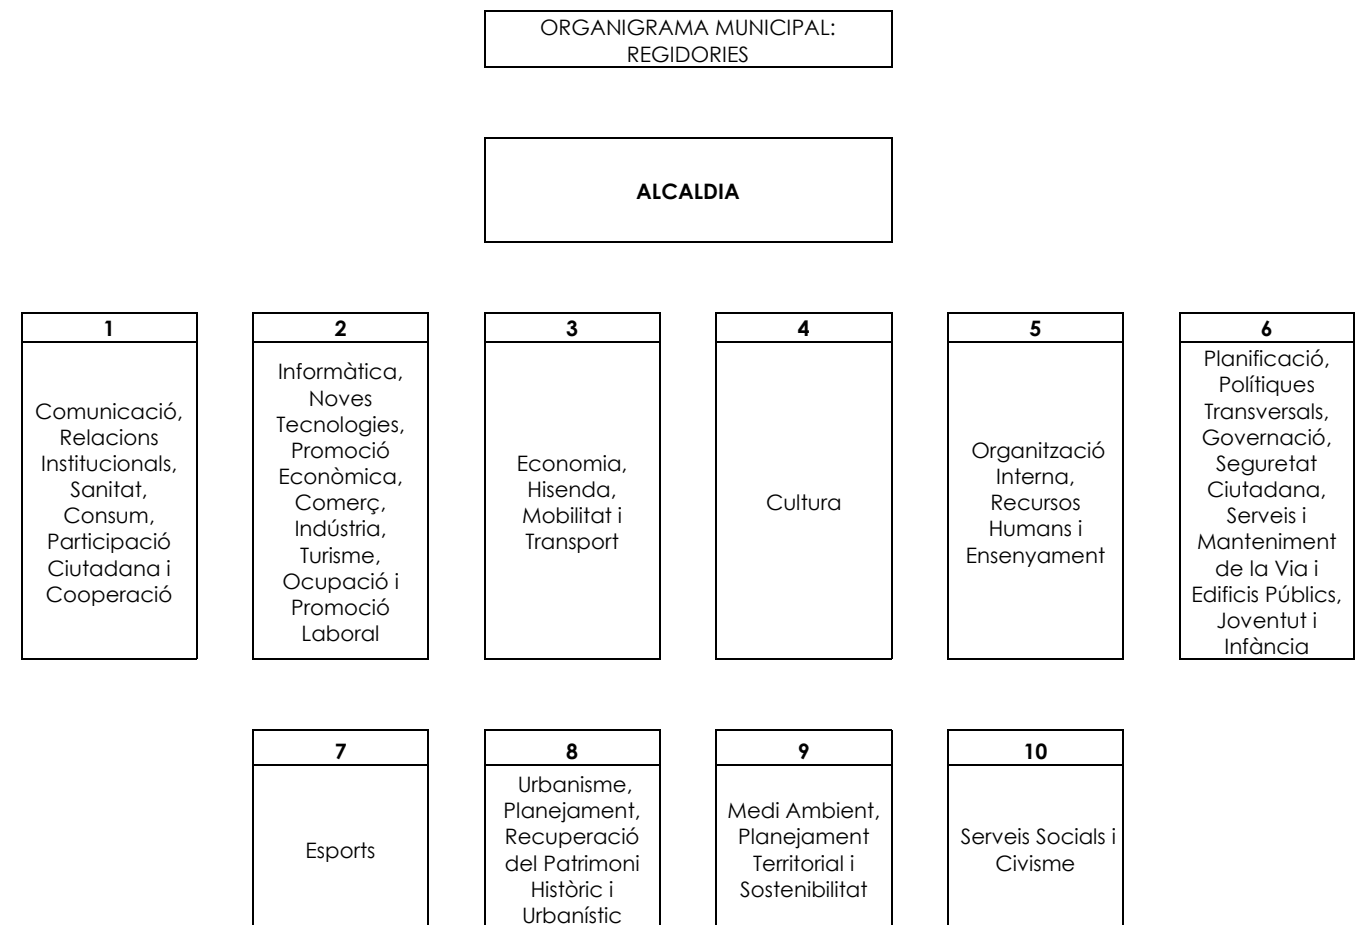 ORGANIGRAMA MUNICIPAL:
REGIDORIES
ALCALDIA
1
Comunicació,
Relacions
Institucionals,
Sanitat,
Consum,
Participació
Ciutadana i
Cooperació
2
Informàtica,
Noves
Tecnologies,
Promoció
Econòmica,
Comerç,
Indústria,
Turisme,
Ocupació i
Promoció
Laboral
3
Economia,
Hisenda,
Mobilitat i
Transport
4
Cultura
5
Organització
Interna,
Recursos
Humans i
Ensenyament
6
Planificació,
Polítiques
Transversals,
Governació,
Seguretat
Ciutadana,
Serveis i
Manteniment
de la Via i
Edificis Públics,
Joventut i
Infància
7
Esports
8
Urbanisme,
Planejament,
Recuperació
del Patrimoni
Històric i
Urbanístic
9
Medi Ambient,
Planejament
Territorial i
Sostenibilitat
10
Serveis Socials i
Civisme